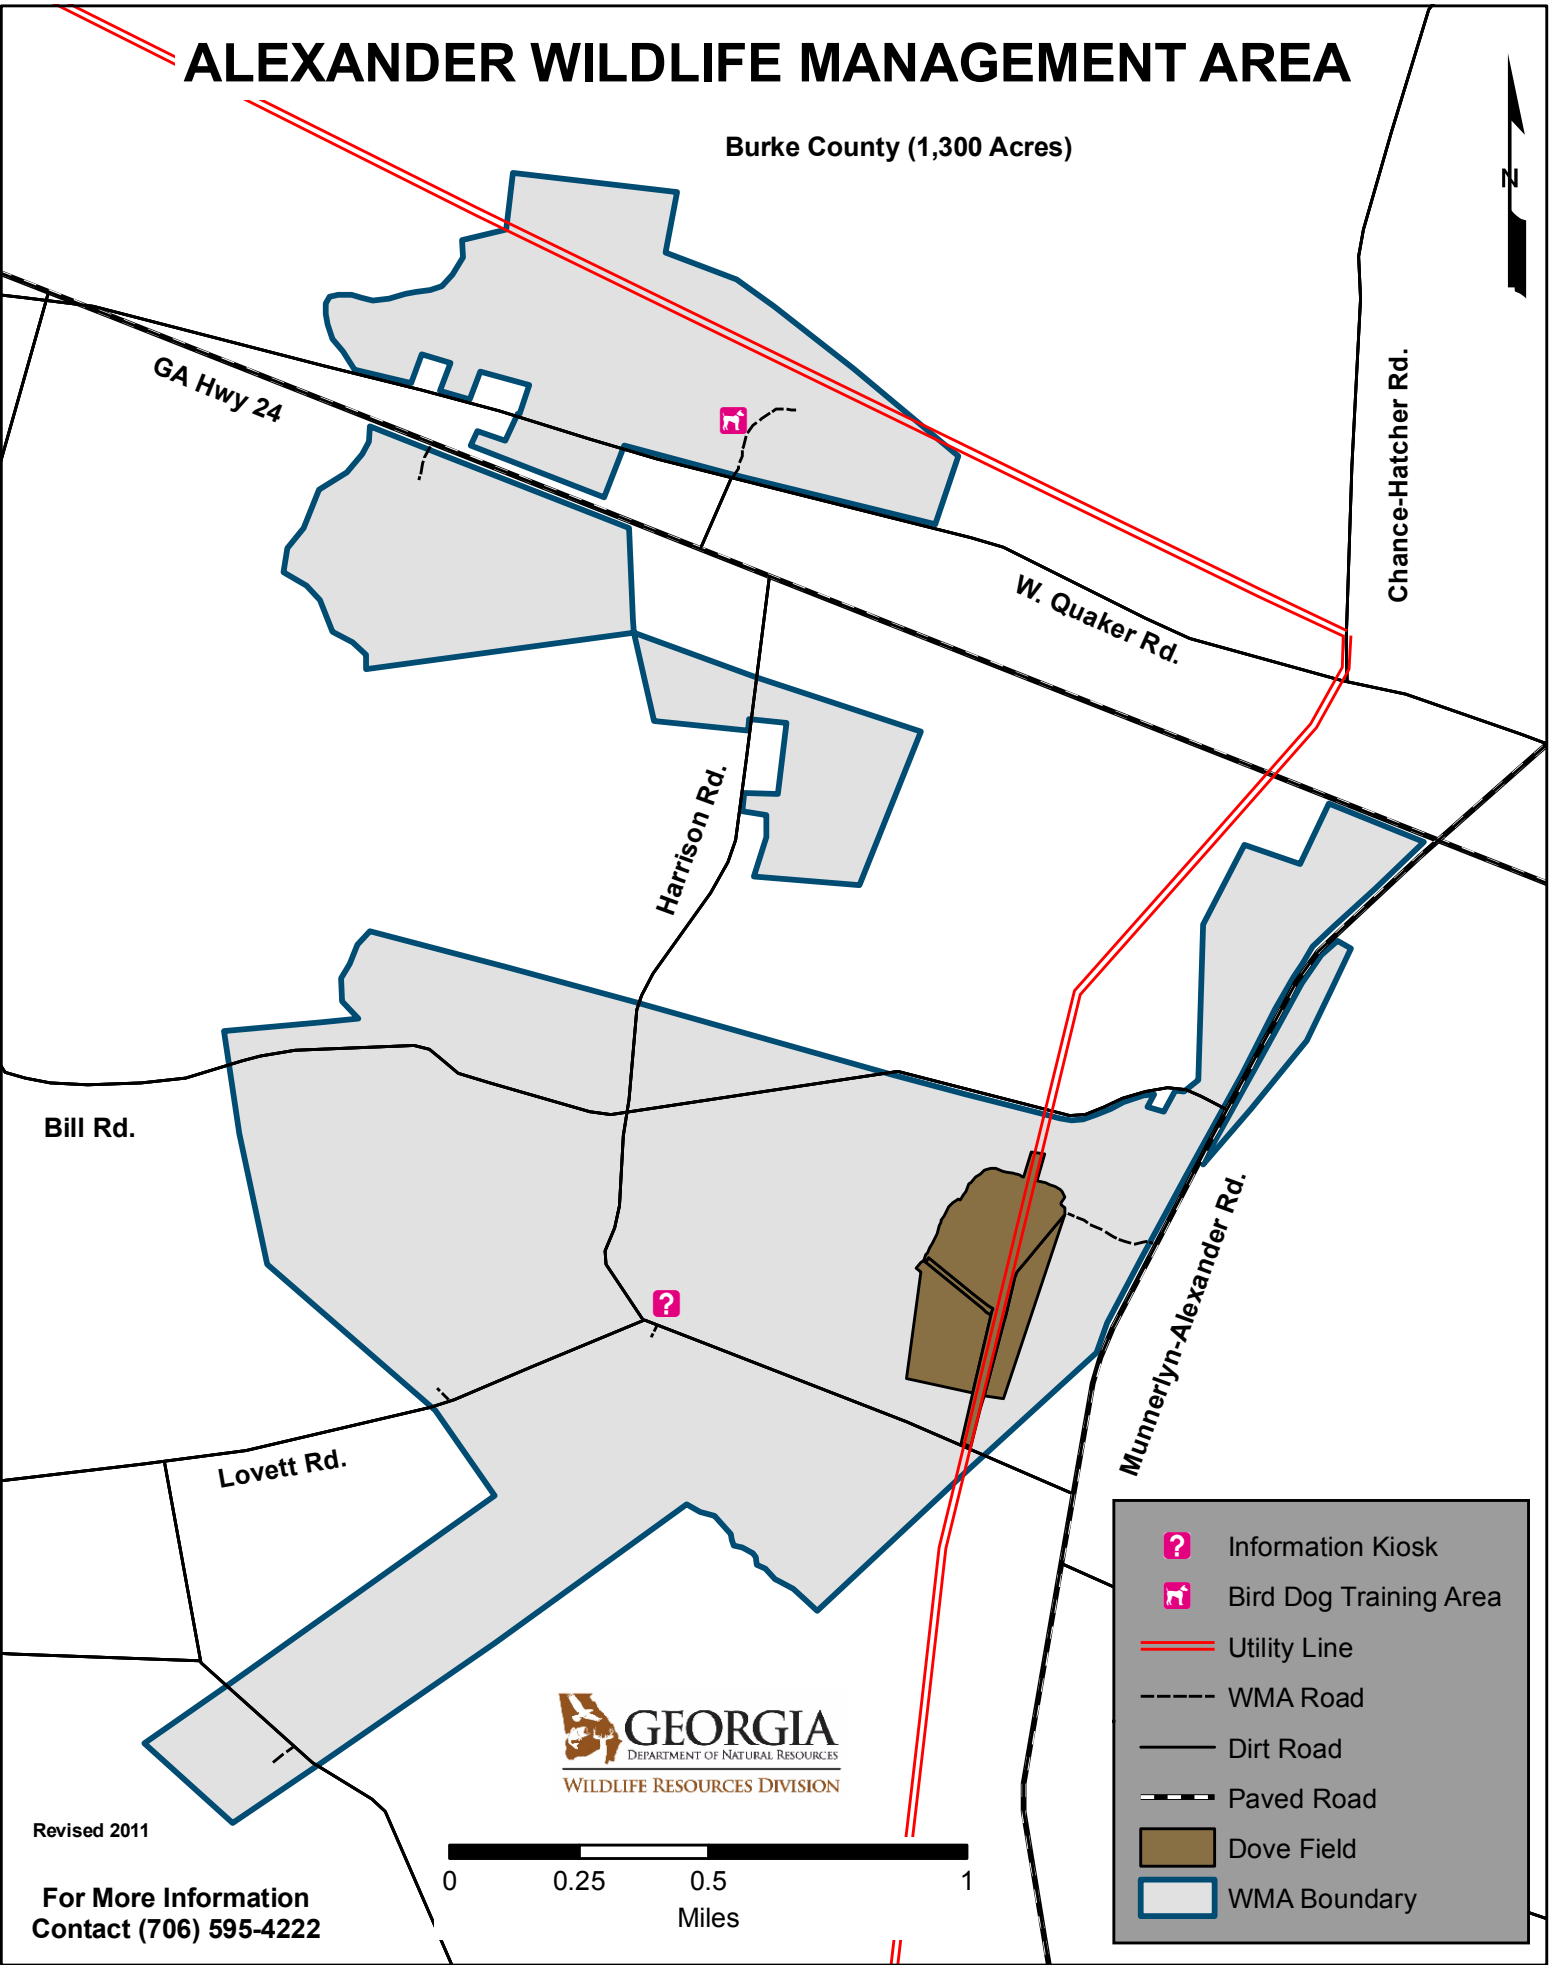 ALEXANDER WILDLIFE MANAGEMENT AREA
Burke County (1,300 Acres)
N
GA Hwy 24
Chance-Hatcher Rd.
W. Quaker Rd.
Harrison Rd.
Bill Rd.
Munnerlyn-Alexander Rd.
?
Lovett Rd.
? Information Kiosk
Bird Dog Training Area
Utility Line
WMA Road
Dirt Road
Paved Road
Dove Field
WMA Boundary
GEORGIA
DEPARTMENT OF NATURAL RESOURCES
WILDLIFE RESOURCES DIVISION
Revised 2011
0 0.25 0.5 1
Miles
For More Information
Contact (706) 595-4222